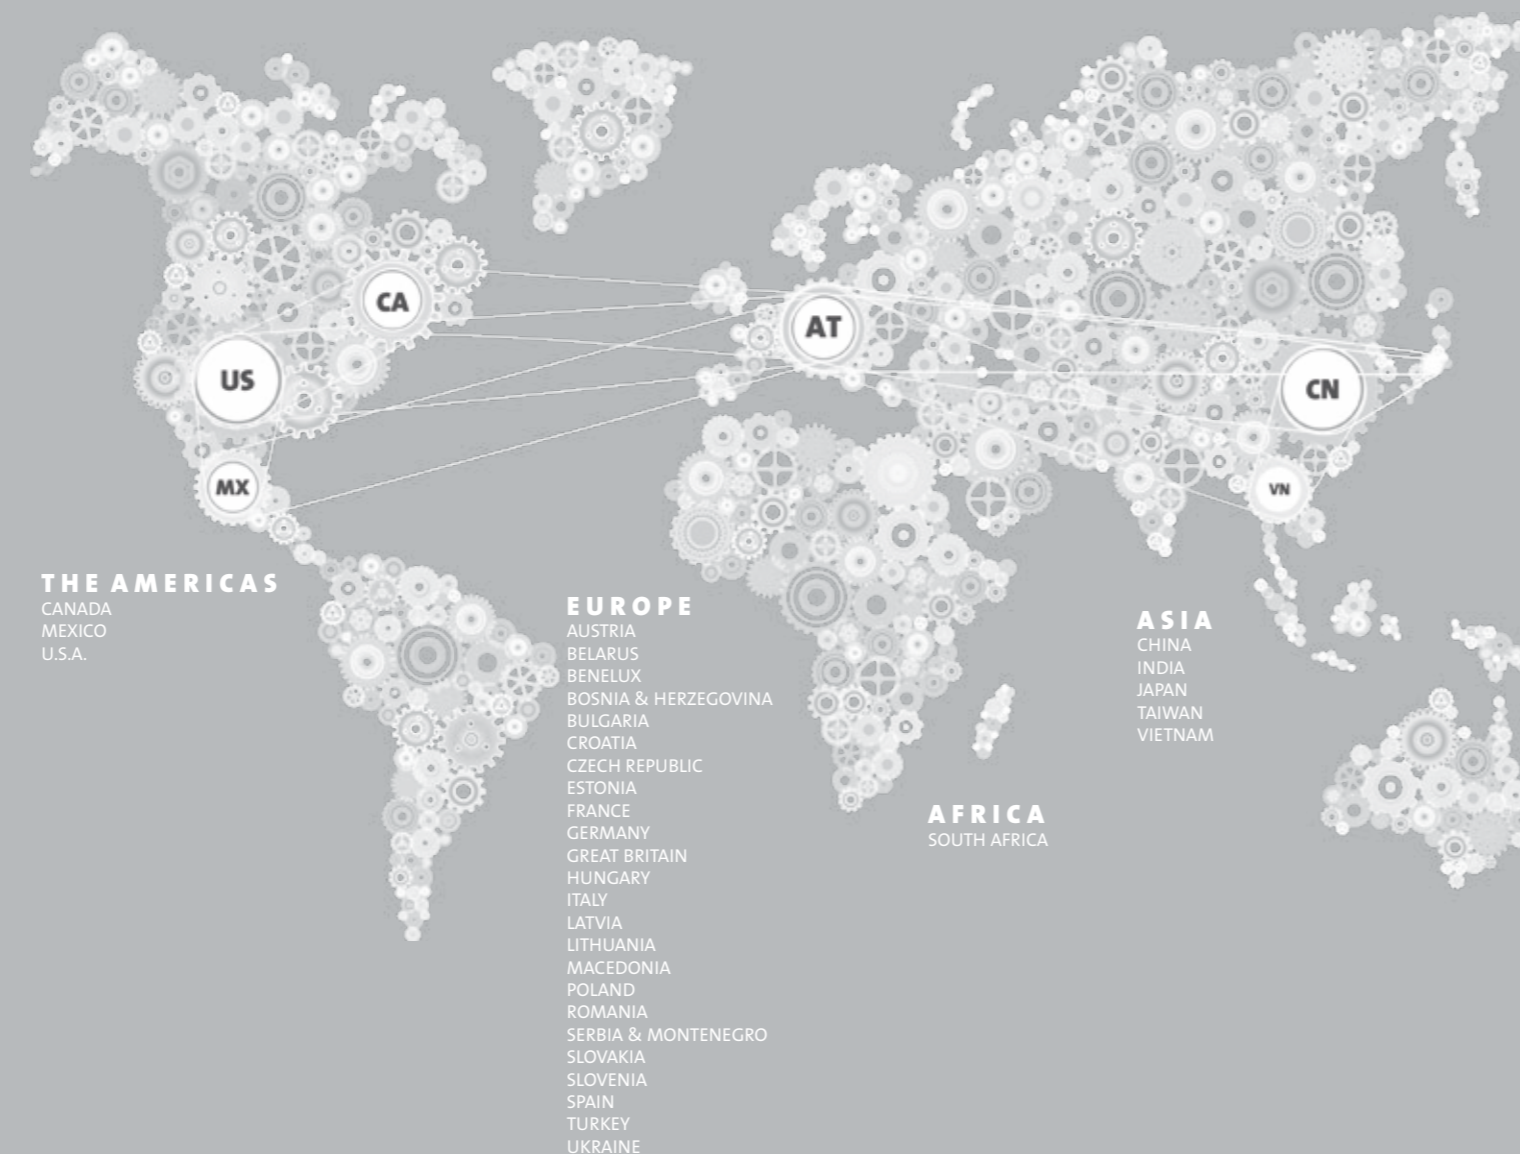 CA
AT
US
CN
MX
VN
THE AMERICAS
CANADA
MEXICO
U.S.A.
EUROPE
AUSTRIA
BELARUS
BENELUX
BOSNIA & HERZEGOVINA
BULGARIA
CROATIA
CZECH REPUBLIC
ESTONIA
FRANCE
GERMANY
GREAT BRITAIN
HUNGARY
ITALY
LATVIA
LITHUANIA
MACEDONIA
POLAND
ROMANIA
SERBIA & MONTENEGRO
SLOVAKIA
SLOVENIA
SPAIN
TURKEY
UKRAINE
ASIA
CHINA
INDIA
JAPAN
TAIWAN
VIETNAM
AFRICA
SOUTH AFRICA